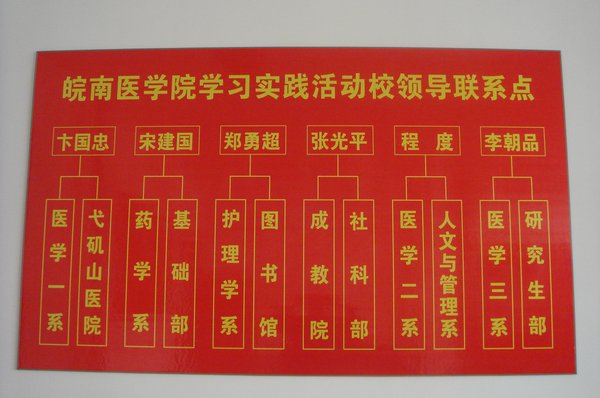 皖南医学院学习实践活动校领导联系点
卞国忠
宋建国
郑勇超
张光平
程度
李朝品
医学一系
弋矶山医院
药学系
基础部
护理学系
图书馆
成教院
社科部
医学二系
人文与管理系
医学三系
研究生部